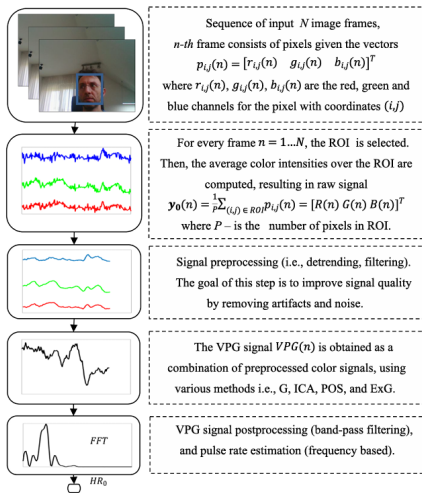 Sequence of input N image frames,
n-th frame consists of pixels given the vectors
p_{i,j}(n) = [r_{i,j}(n) g_{i,j}(n) b_{i,j}(n)]^T
where r_{i,j}(n), g_{i,j}(n), b_{i,j}(n) are the red, green and
blue channels for the pixel with coordinates (i,j)
For every frame n = 1…N, the ROI is selected.
Then, the average color intensities over the ROI are
computed, resulting in raw signal
y_0(n) = \frac{1}{P}∑_{(i,j) ∈ ROI} p_{i,j}(n) = [R(n) G(n) B(n)]^T
where P – is the number of pixels in ROI.
Signal preprocessing (i.e., detrending, filtering).
The goal of this step is to improve signal quality
by removing artifacts and noise.
The VPG signal VPG(n) is obtained as a
combination of preprocessed color signals, using
various methods i.e., G, ICA, POS, and ExG.
FFT
VPG signal postprocessing (band-pass filtering),
and pulse rate estimation (frequency based).
HR_0